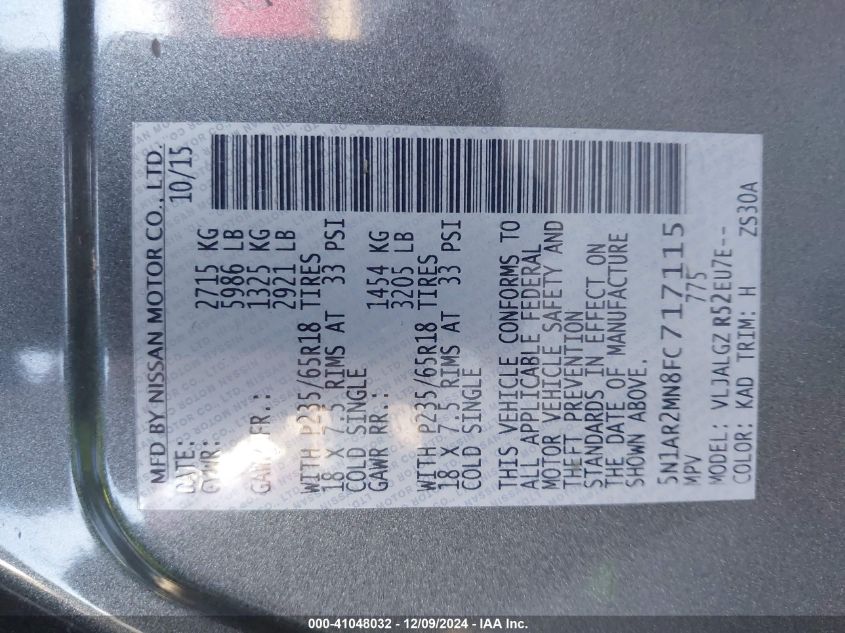 MFD BY NISSAN MOTOR CO., LTD.
DATE: 10/15
GVWR: 2715 KG
5986 LB
GAWR FR.: 1325 KG
2921 LB
WITH P235/65R18 TIRES
18 X 7.5 RIMS AT 33 PSI
COLD SINGLE
GAWR RR.: 1454 KG
3205 LB
WITH P235/65R18 TIRES
18 X 7.5 RIMS AT 33 PSI
COLD SINGLE
THIS VEHICLE CONFORMS TO
ALL APPLICABLE FEDERAL
MOTOR VEHICLE SAFETY AND
THEFT PREVENTION
STANDARDS IN EFFECT ON
THE DATE OF MANUFACTURE
SHOWN ABOVE.
5N1AR2MN8FC717115
MPV 775
MODEL: VLJALGZ R52EU7E--
COLOR: KAD TRIM: H ZS30A
000-41048032 - 12/09/2024 - IAA Inc.